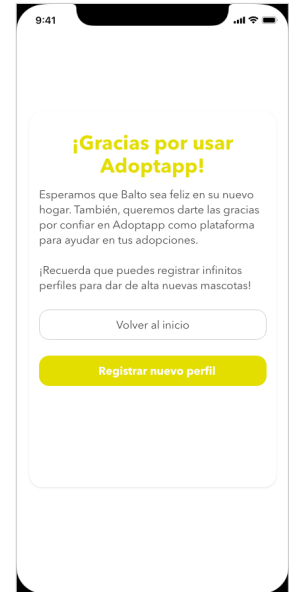 9:41
¡Gracias por usar
Adoptapp!
Esperamos que Balto sea feliz en su nuevo
hogar. También, queremos darte las gracias
por confiar en Adoptapp como plataforma
para ayudar en tus adopciones.
¡Recuerda que puedes registrar infinitos
perfiles para dar de alta nuevas mascotas!
Volver al inicio
Registrar nuevo perfil